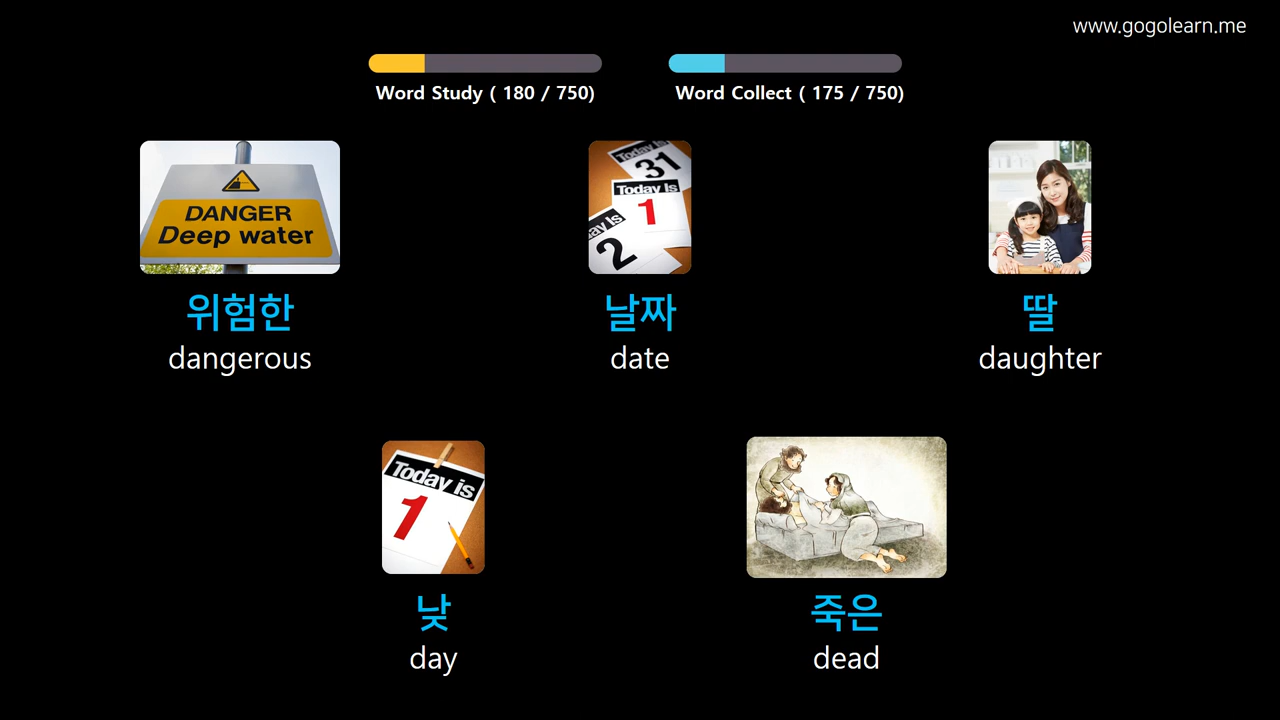 www.gogolearn.me
Word Study ( 180 / 750)
Word Collect ( 175 / 750)
DANGER
Deep water
Today Is
31
Today Is
1
day Is
2
위험한
dangerous
날짜
date
딸
daughter
Today is
1
낮
day
죽은
dead